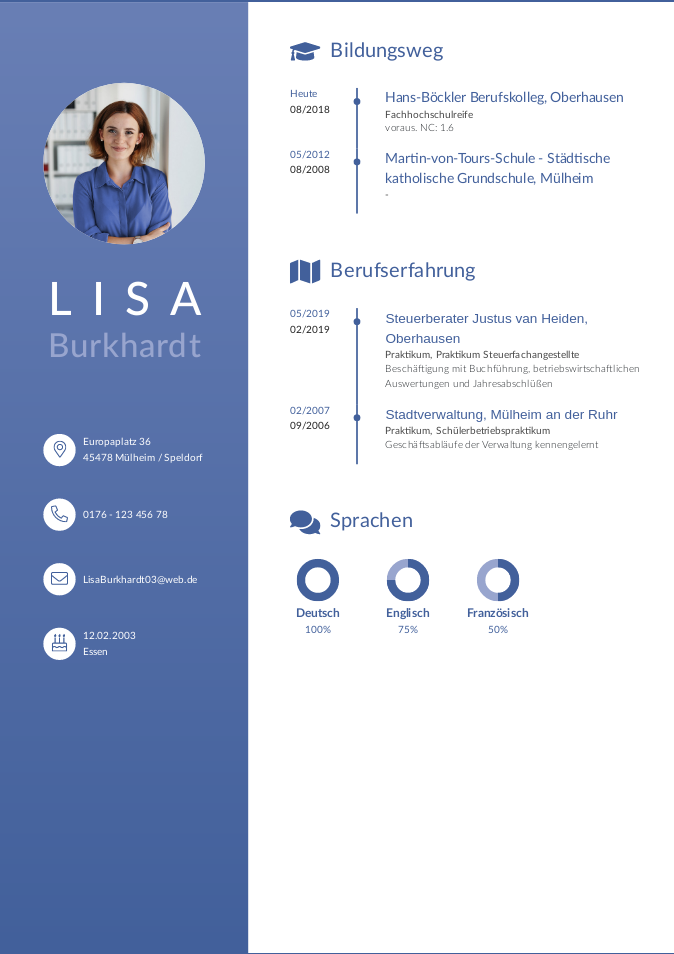 LISA
Burkhardt
Europaplatz 36
45478 Mülheim / Speldorf
0176 - 123 456 78
LisaBurkhardt03@web.de
12.02.2003
Essen
Bildungsweg
Heute
08/2018
Hans-Böckler Berufskolleg, Oberhausen
Fachhochschulreife
voraus. NC: 1.6
05/2012
08/2008
Martin-von-Tours-Schule - Städtische
katholische Grundschule, Mülheim
-
Berufserfahrung
05/2019
02/2019
Steuerberater Justus van Heiden,
Oberhausen
Praktikum, Praktikum Steuerfachangestellte
Beschäftigung mit Buchführung, betriebswirtschaftlichen
Auswertungen und Jahresabschlüßen
02/2007
09/2006
Stadtverwaltung, Mülheim an der Ruhr
Praktikum, Schülerbetriebspraktikum
Geschäftsabläufe der Verwaltung kennengelernt
Sprachen
Deutsch
100%
Englisch
75%
Französisch
50%